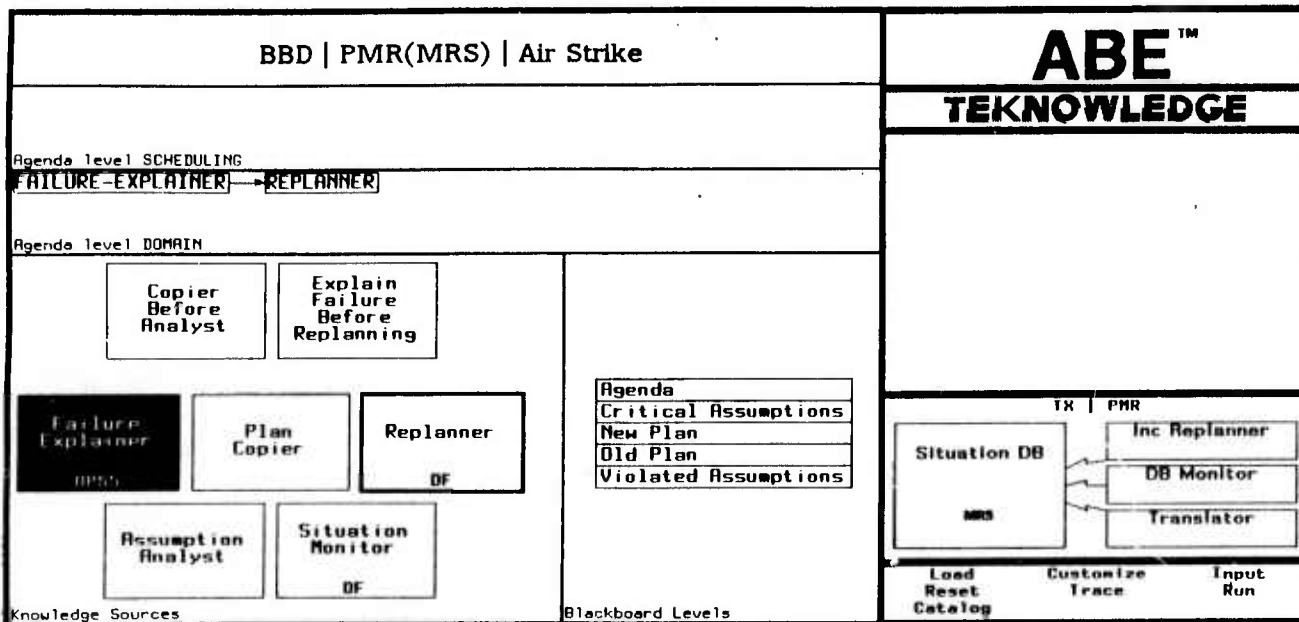 BBD | PMR(MRS) | Air Strike
Agenda level SCHEDULING
FAILURE-EXPLAINER
REPLANNER
Agenda level DOMAIN
Copier
Before
Analyst
Explain
Failure
Before
Replanning
Failure
Explainer
OPS5
Plan
Copier
Replanner
DF
Assumption
Analyst
Situation
Monitor
DF
Knowledge Sources
Agenda
Critical Assumptions
New Plan
Old Plan
Violated Assumptions
Blackboard Levels
ABE™
TEKNOWLEDGE
TX | PMR
Situation DB
MRS
Inc Replanner
DB Monitor
Translator
Load
Reset
Catalog
Customize
Trace
Input
Run